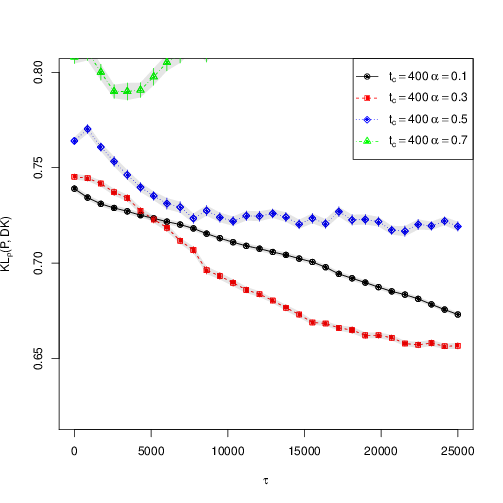 t_c = 400 α = 0.1
t_c = 400 α = 0.3
t_c = 400 α = 0.5
t_c = 400 α = 0.7
KL_p(P, DK)
0.80
0.75
0.70
0.65
0 5000 10000 15000 20000 25000
τ